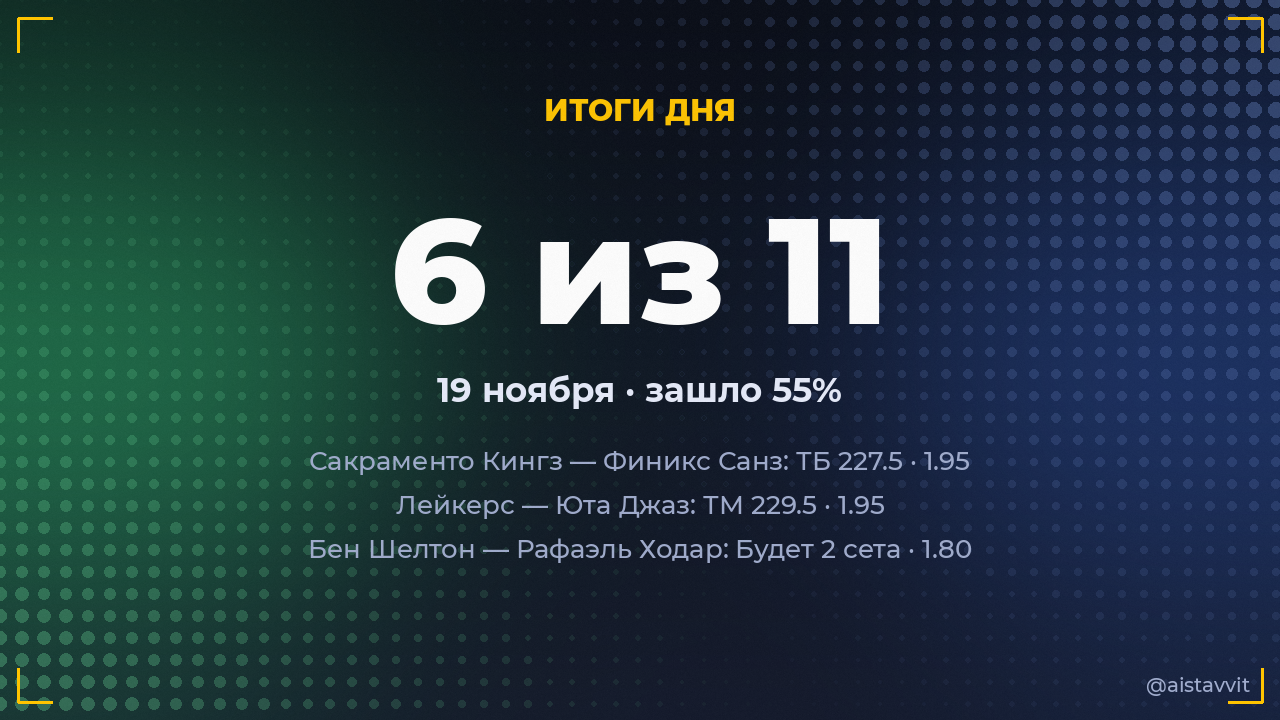 ИТОГИ ДНЯ
6 из 11
19 ноября · зашло 55%
Сакраменто Кингз — Финикс Санз: ТБ 227.5 · 1.95
Лейкерс — Юта Джаз: ТМ 229.5 · 1.95
Бен Шелтон — Рафаэль Ходар: Будет 2 сета · 1.80
@aistavvit